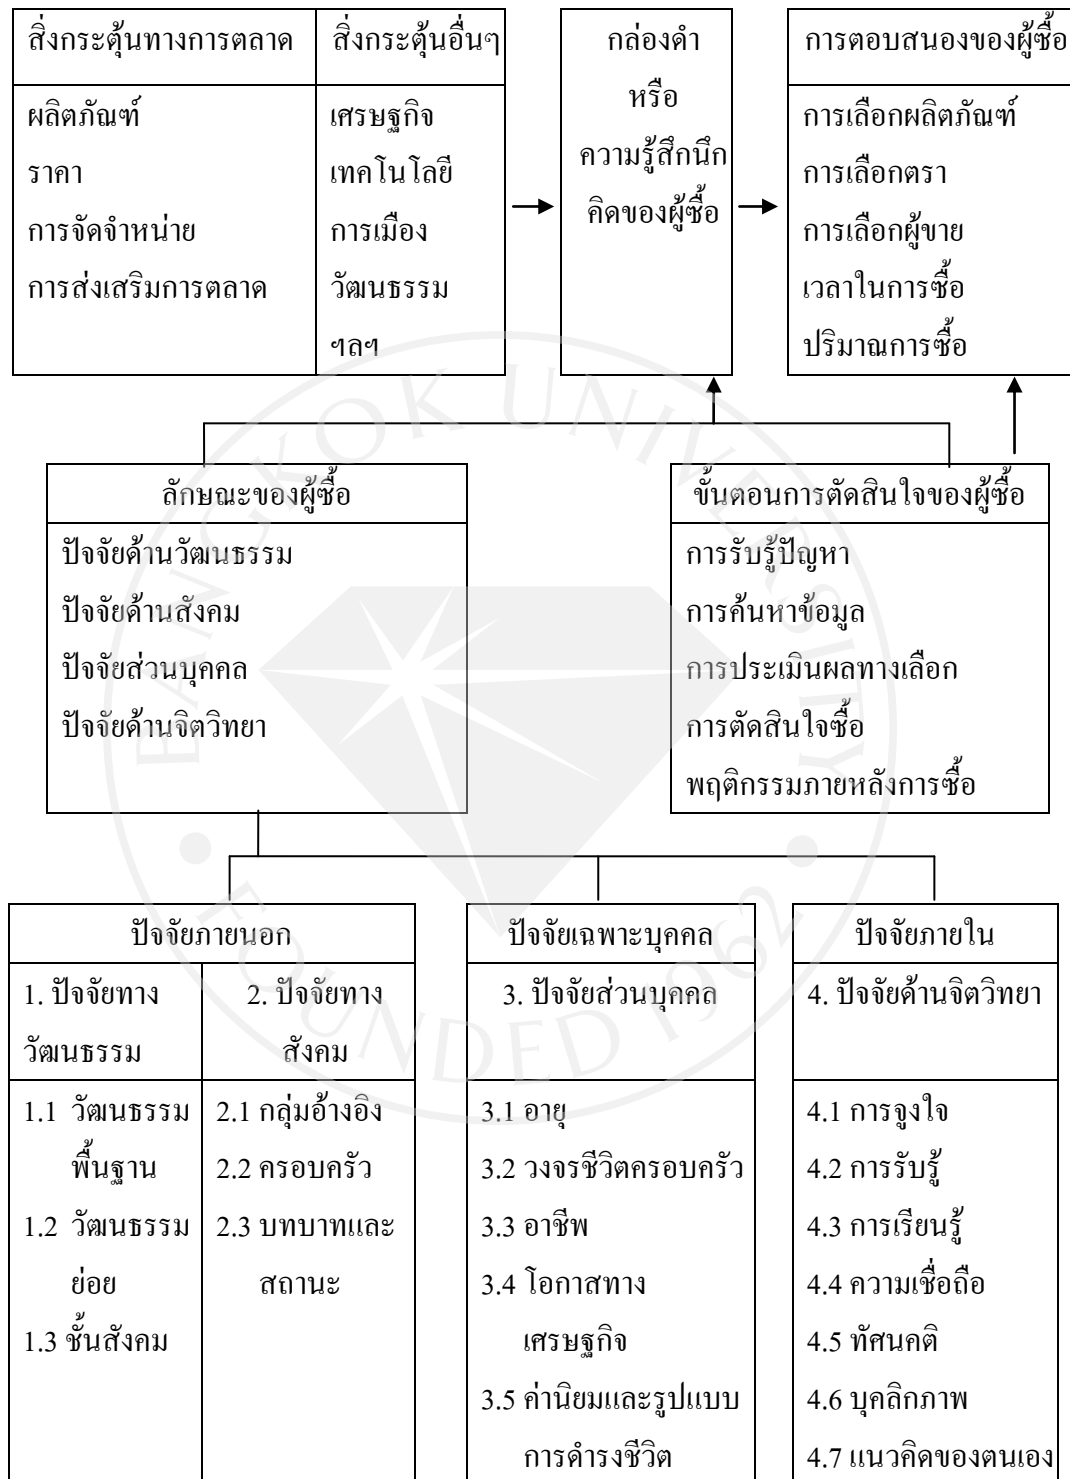 สิ่งกระตุ้นทางการตลาด
ผลิตภัณฑ์
ราคา
การจัดจำหน่าย
การส่งเสริมการตลาด
สิ่งกระตุ้นอื่นๆ
เศรษฐกิจ
เทคโนโลยี
การเมือง
วัฒนธรรม
ฯลฯ
กล่องดำ
หรือ
ความรู้สึกนึก
คิดของผู้ซื้อ
การตอบสนองของผู้ซื้อ
การเลือกผลิตภัณฑ์
การเลือกตรา
การเลือกผู้ขาย
เวลาในการซื้อ
ปริมาณการซื้อ
ลักษณะของผู้ซื้อ
ปัจจัยด้านวัฒนธรรม
ปัจจัยด้านสังคม
ปัจจัยส่วนบุคคล
ปัจจัยด้านจิตวิทยา
ขั้นตอนการตัดสินใจของผู้ซื้อ
การรับรู้ปัญหา
การค้นหาข้อมูล
การประเมินผลทางเลือก
การตัดสินใจซื้อ
พฤติกรรมภายหลังการซื้อ
ปัจจัยภายนอก
1. ปัจจัยทาง
วัฒนธรรม
1.1 วัฒนธรรม
พื้นฐาน
1.2 วัฒนธรรม
ย่อย
1.3 ชั้นสังคม
2. ปัจจัยทาง
สังคม
2.1 กลุ่มอ้างอิง
2.2 ครอบครัว
2.3 บทบาทและ
สถานะ
ปัจจัยเฉพาะบุคคล
3. ปัจจัยส่วนบุคคล
3.1 อายุ
3.2 วงจรชีวิตครอบครัว
3.3 อาชีพ
3.4 โอกาสทาง
เศรษฐกิจ
3.5 ค่านิยมและรูปแบบ
การดำรงชีวิต
ปัจจัยภายใน
4. ปัจจัยด้านจิตวิทยา
4.1 การจูงใจ
4.2 การรับรู้
4.3 การเรียนรู้
4.4 ความเชื่อถือ
4.5 ทัศนคติ
4.6 บุคลิกภาพ
4.7 แนวคิดของตนเอง
BANGKOK UNIVERSITY
FOUNDED 1962